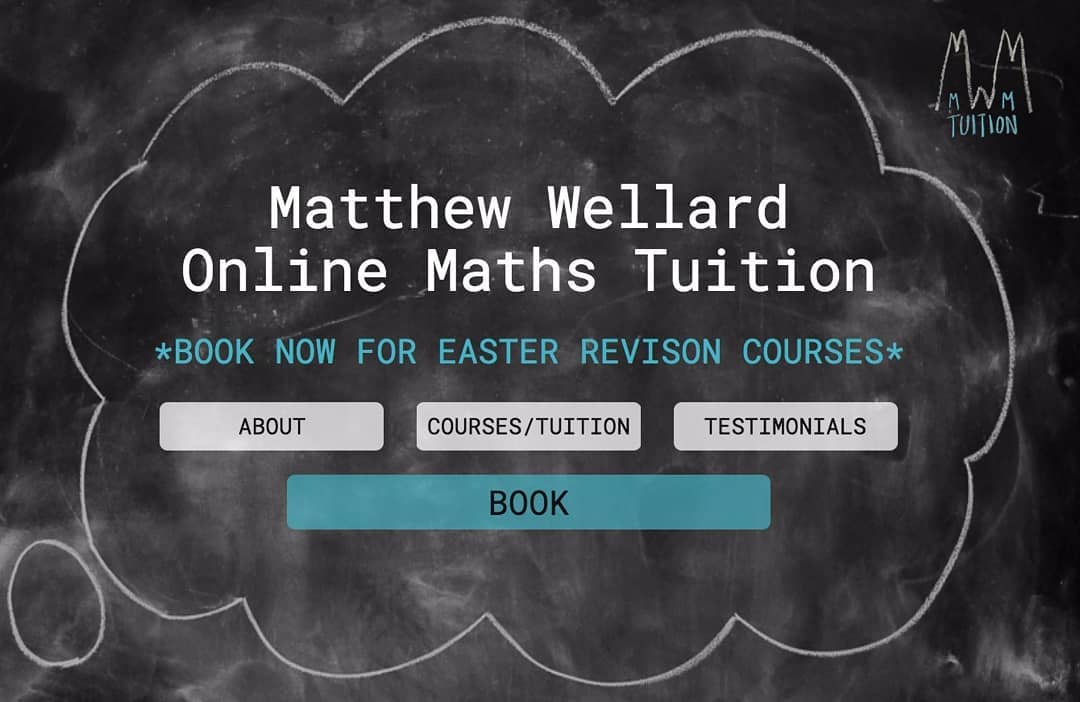 MWM
M M
TUITION
Matthew Wellard
Online Maths Tuition
*BOOK NOW FOR EASTER REVISON COURSES*
ABOUT
COURSES/TUITION
TESTIMONIALS
BOOK